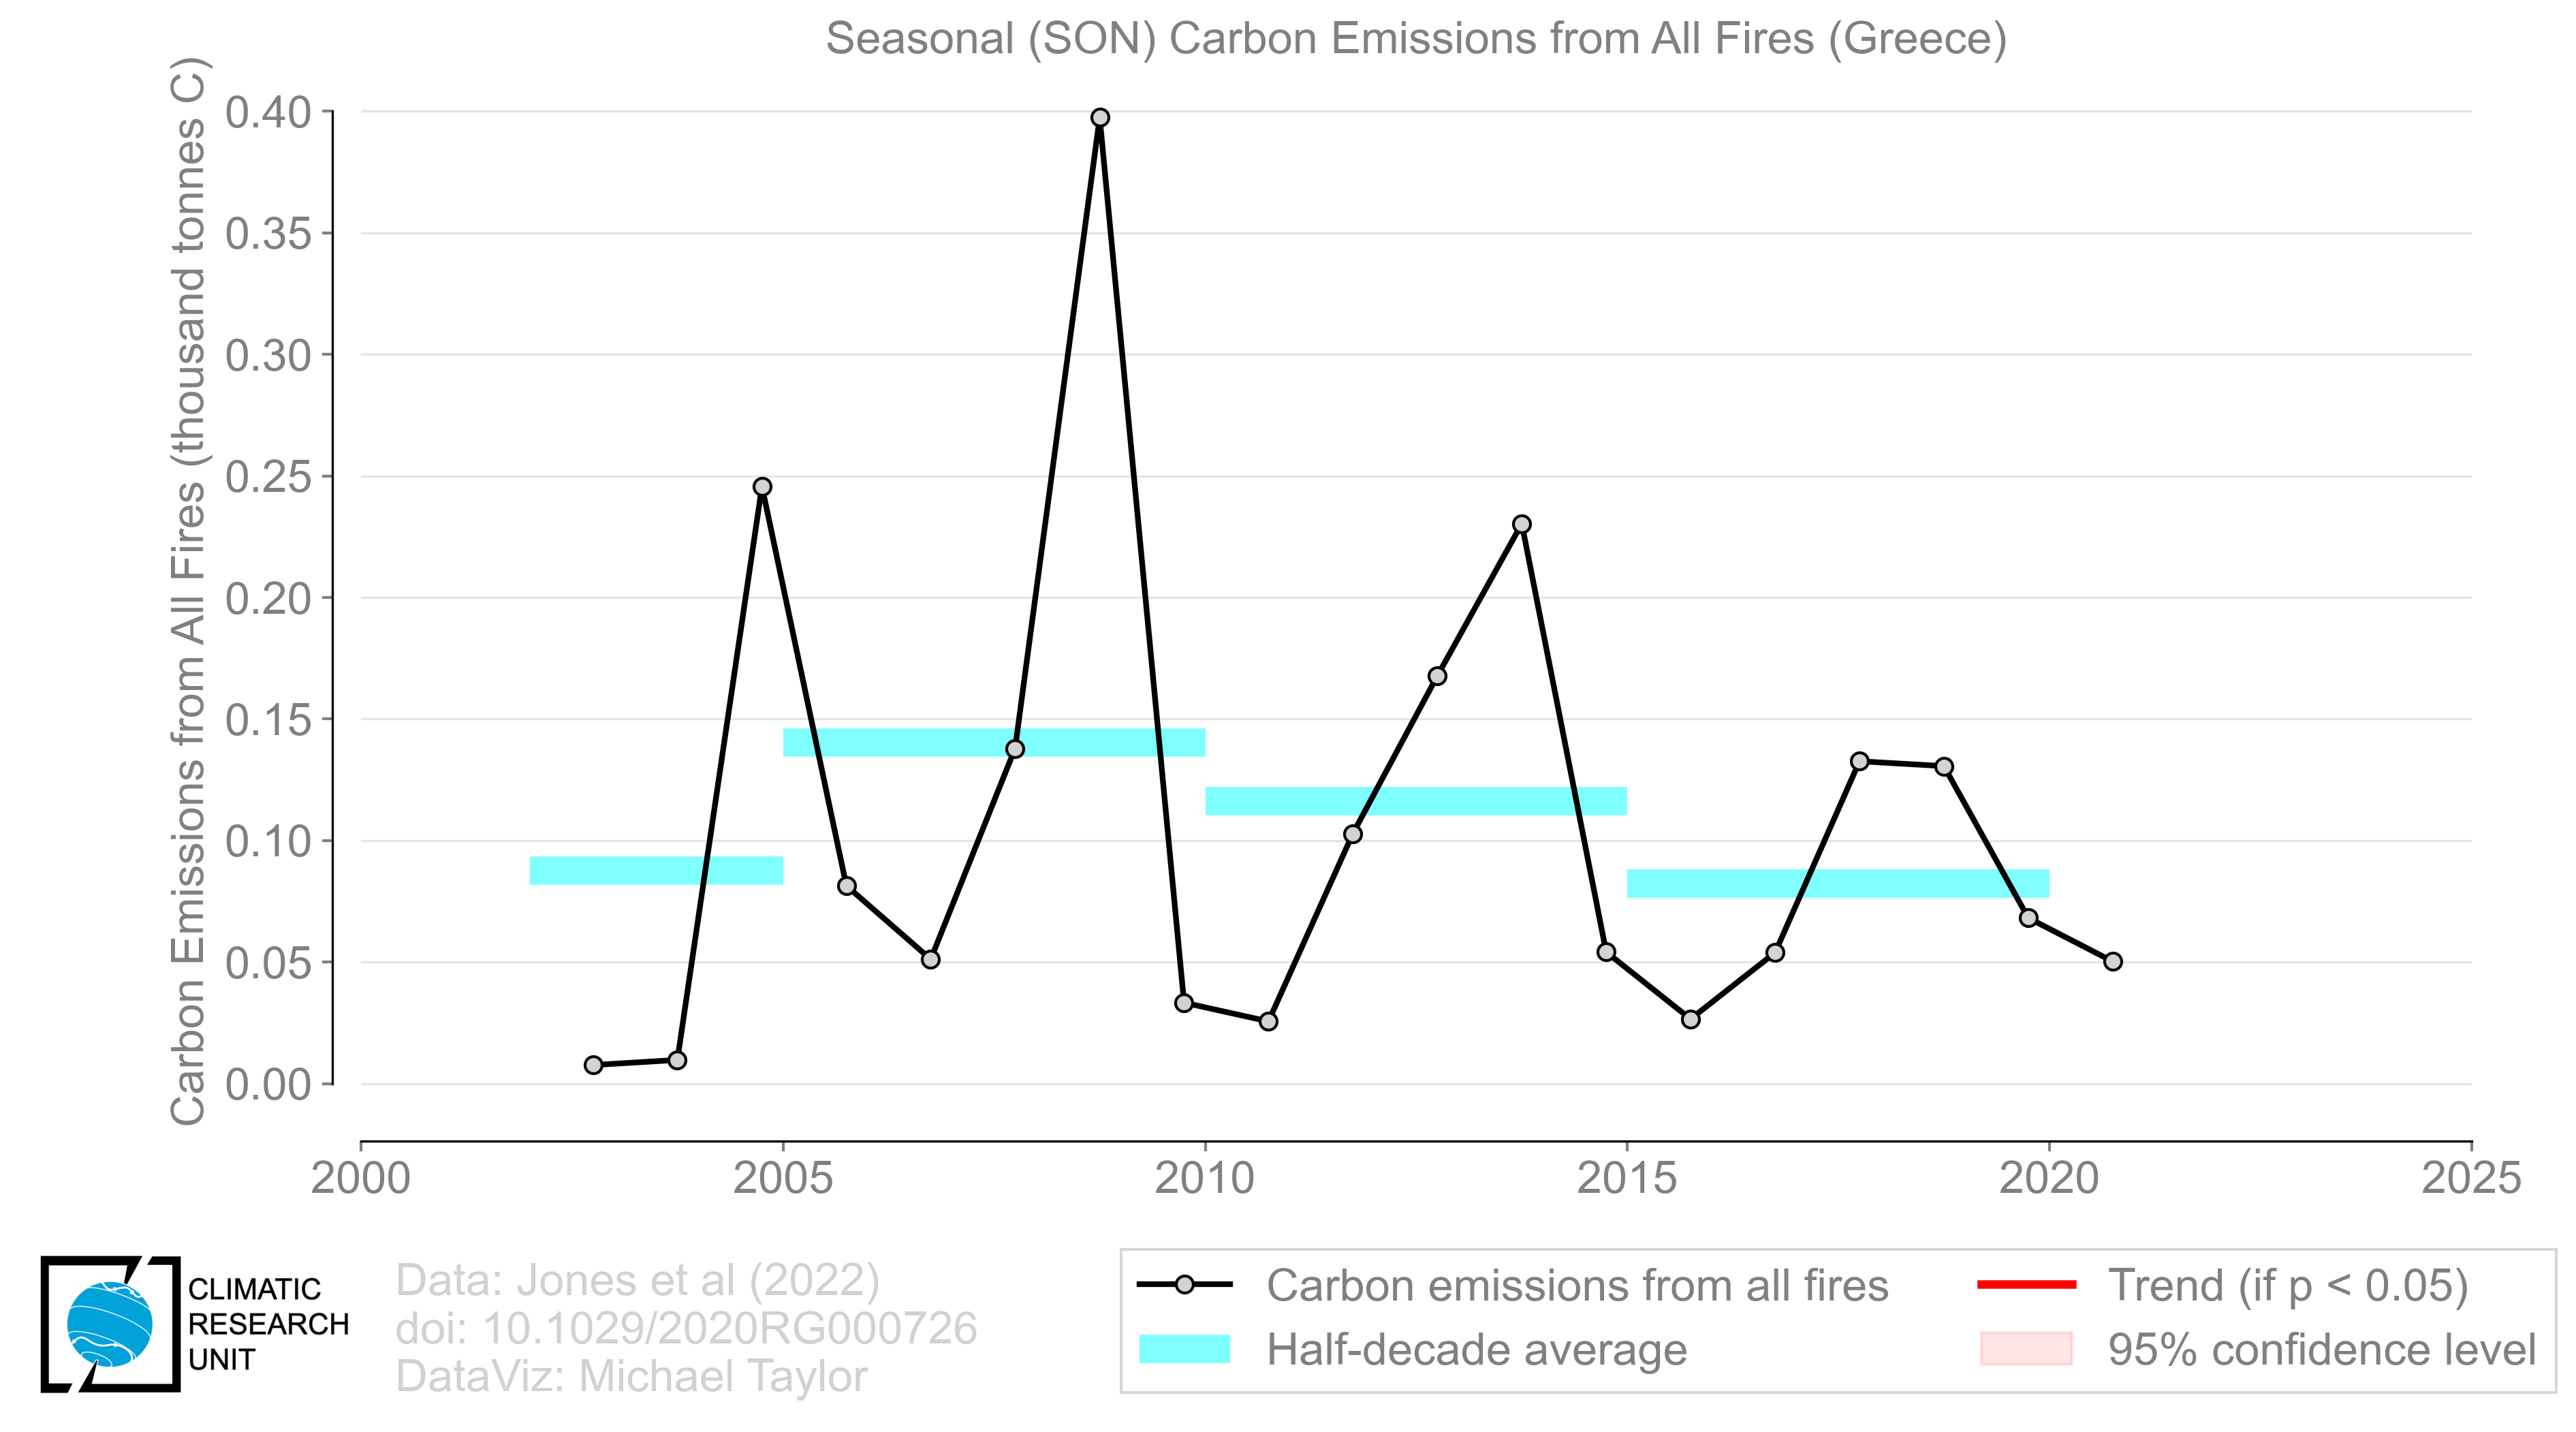 Seasonal (SON) Carbon Emissions from All Fires (Greece)
Carbon Emissions from All Fires (thousand tonnes C)
0.40
0.35
0.30
0.25
0.20
0.15
0.10
0.05
0.00
2000 2005 2010 2015 2020 2025
CLIMATIC
RESEARCH
UNIT
Data: Jones et al (2022)
doi: 10.1029/2020RG000726
DataViz: Michael Taylor
Carbon emissions from all fires
Half-decade average
Trend (if p < 0.05)
95% confidence level